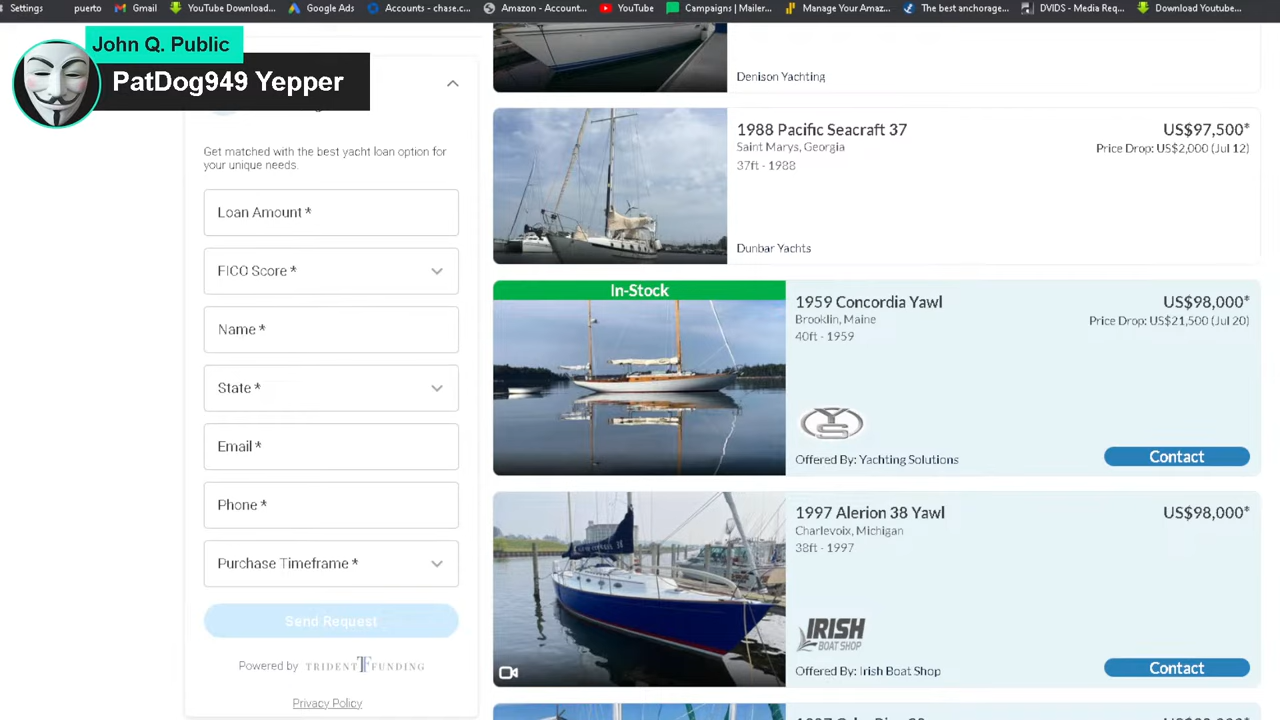 Settings
puerto
Gmail
YouTube Download...
Google Ads
Accounts - chase.c...
Amazon - Account...
YouTube
Campaigns | Mailer...
Manage Your Amaz...
The best anchorage...
DVIDS - Media Req...
Download Youtube...
John Q. Public
PatDog949 Yepper
Get matched with the best yacht loan option for
your unique needs.
Loan Amount *
FICO Score *
Name *
State *
Email *
Phone *
Purchase Timeframe *
Send Request
Powered by TRIDENT FUNDING
Privacy Policy
Denison Yachting
1988 Pacific Seacraft 37
US$97,500*
Saint Marys, Georgia
Price Drop: US$2,000 (Jul 12)
37ft - 1988
Dunbar Yachts
In-Stock
1959 Concordia Yawl
US$98,000*
Brooklin, Maine
Price Drop: US$21,500 (Jul 20)
40ft - 1959
YS
Offered By: Yachting Solutions
Contact
1997 Alerion 38 Yawl
US$98,000*
Charlevoix, Michigan
38ft - 1997
IRISH
BOAT SHOP
Offered By: Irish Boat Shop
Contact